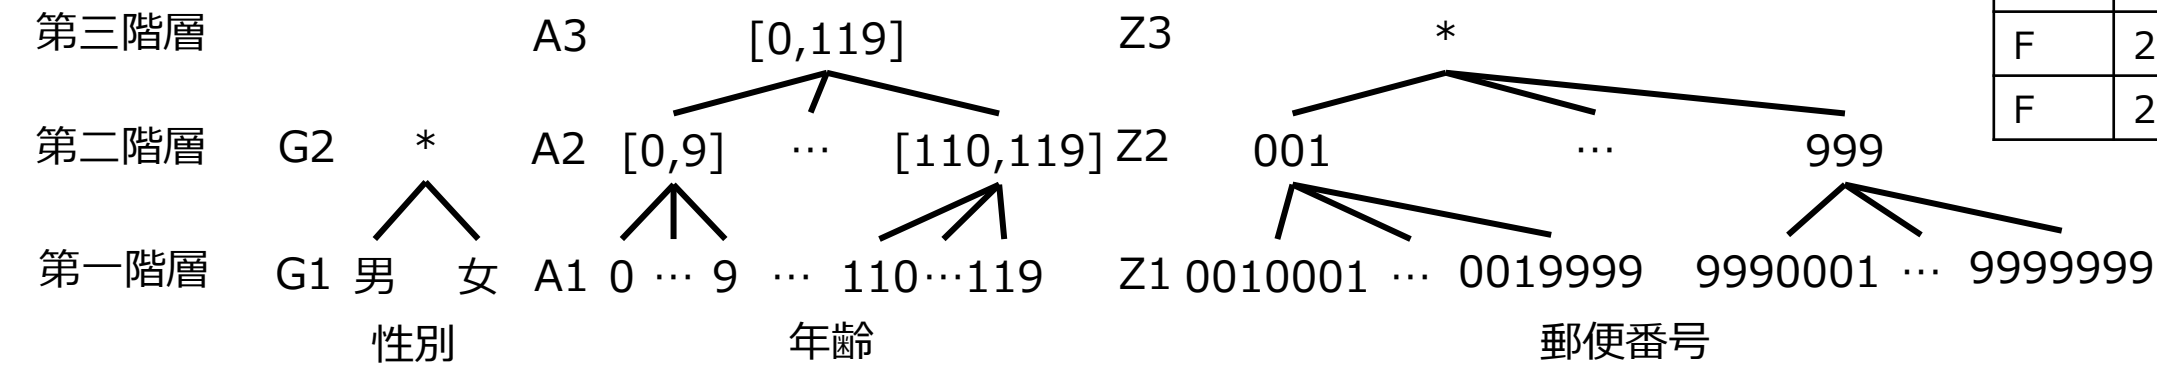 第三階層 A3 [0,119] Z3 *
F 2
第二階層 G2 * A2 [0,9] … [110,119] Z2 001 … 999
F 2
第一階層 G1 男 女 A1 0 … 9 … 110…119 Z1 0010001 … 0019999 9990001 … 9999999
性別 年齢 郵便番号